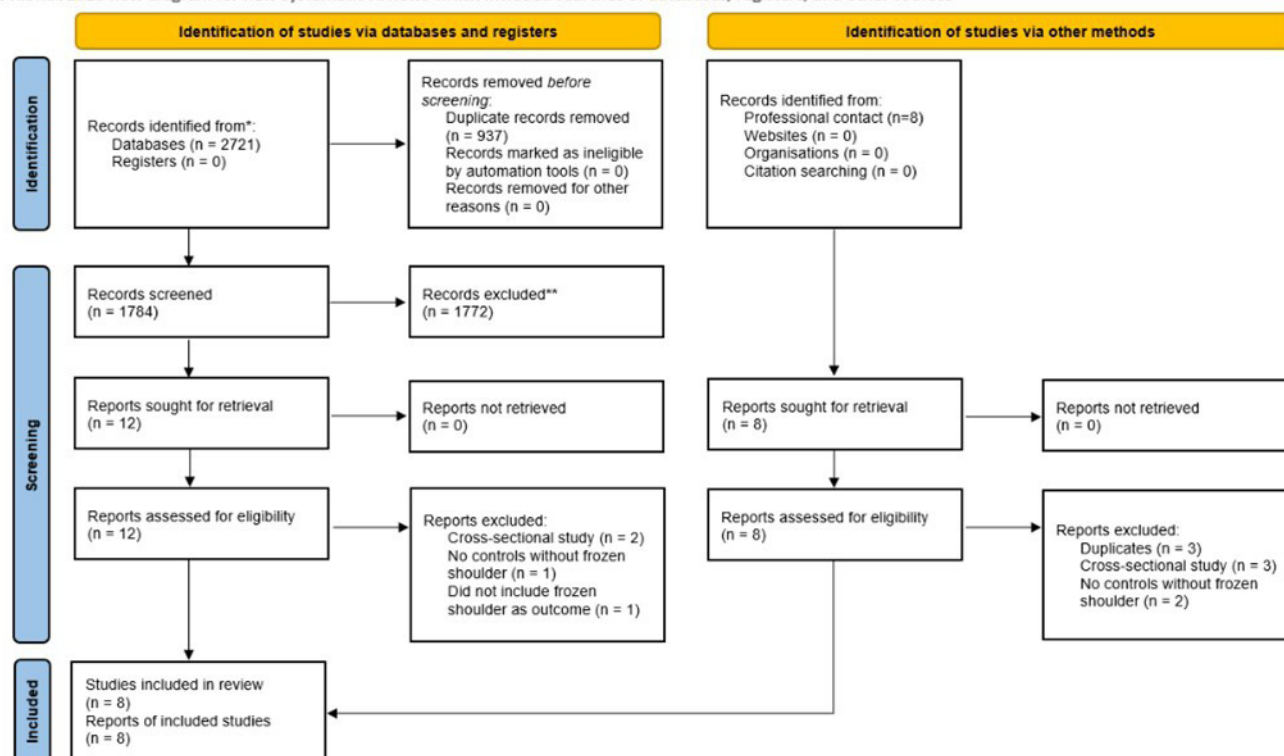 Identification of studies via databases and registers
Identification of studies via other methods
Identification
Records identified from*:
Databases (n = 2721)
Registers (n = 0)
Records removed before
screening:
Duplicate records removed
(n = 937)
Records marked as ineligible
by automation tools (n = 0)
Records removed for other
reasons (n = 0)
Records identified from:
Professional contact (n=8)
Websites (n = 0)
Organisations (n = 0)
Citation searching (n = 0)
Screening
Records screened
(n = 1784)
Records excluded**
(n = 1772)
Reports sought for retrieval
(n = 12)
Reports not retrieved
(n = 0)
Reports sought for retrieval
(n = 8)
Reports not retrieved
(n = 0)
Reports assessed for eligibility
(n = 12)
Reports excluded:
Cross-sectional study (n = 2)
No controls without frozen
shoulder (n = 1)
Did not include frozen
shoulder as outcome (n = 1)
Reports assessed for eligibility
(n = 8)
Reports excluded:
Duplicates (n = 3)
Cross-sectional study (n = 3)
No controls without frozen
shoulder (n = 2)
Included
Studies included in review
(n = 8)
Reports of included studies
(n = 8)